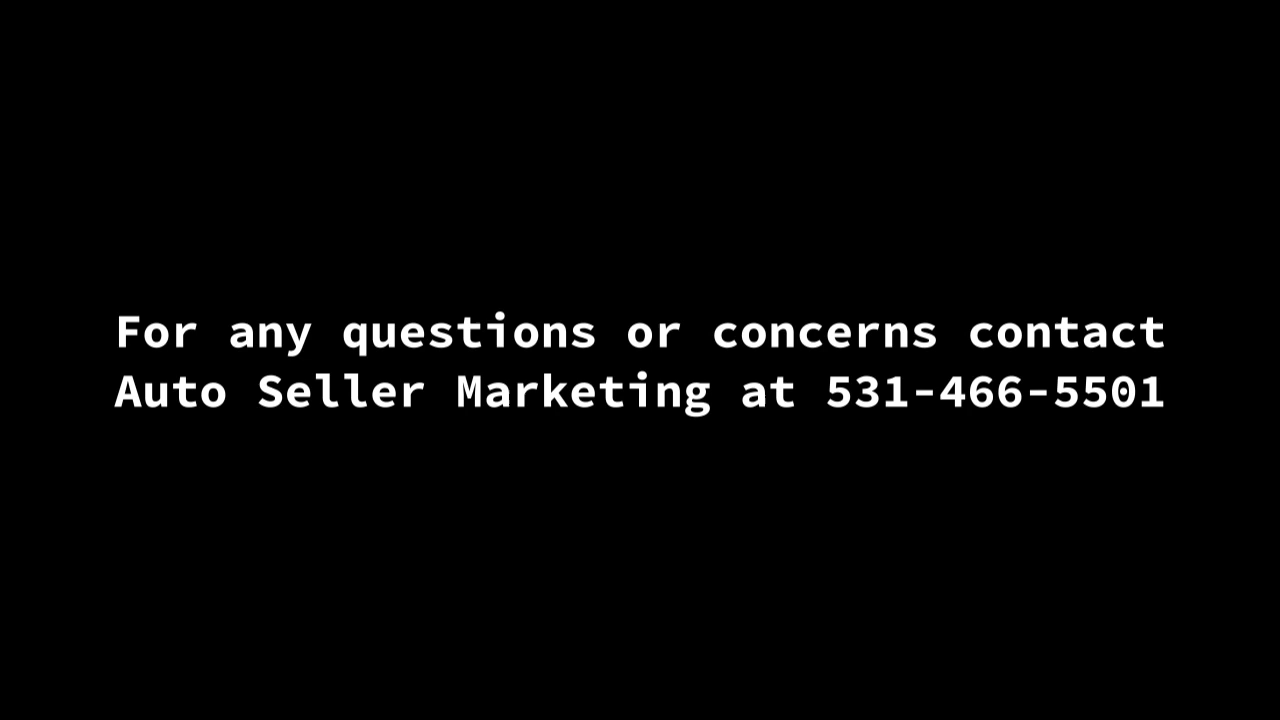 For any questions or concerns contact
Auto Seller Marketing at 531-466-5501